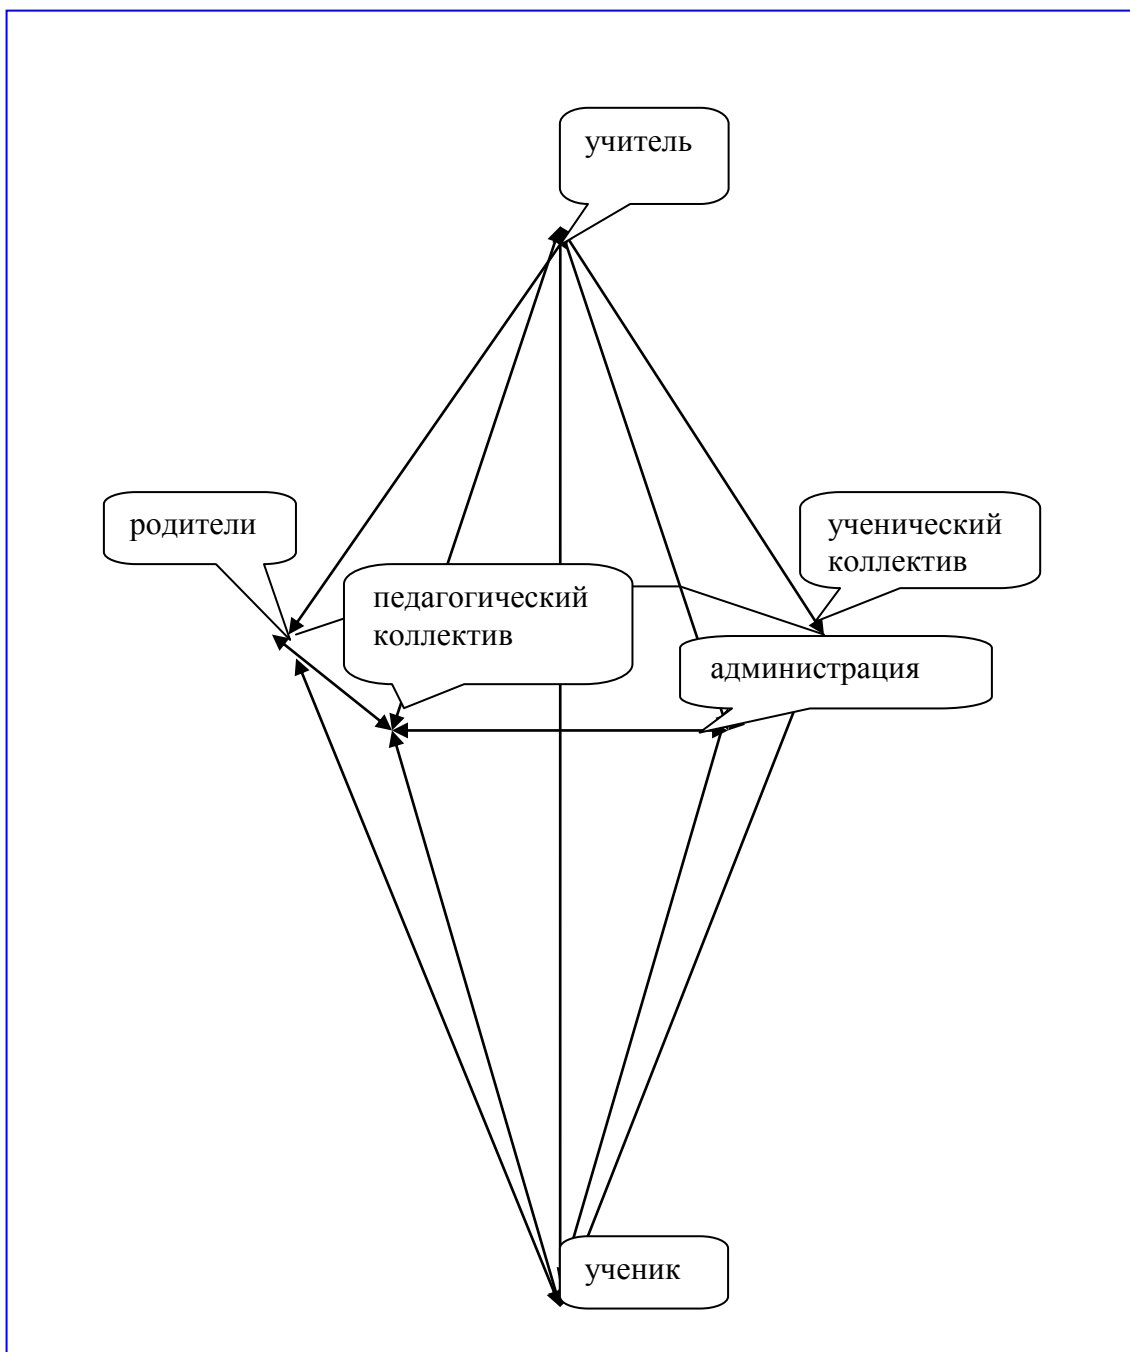 учитель
родители
ученический
коллектив
педагогический
коллектив
администрация
ученик